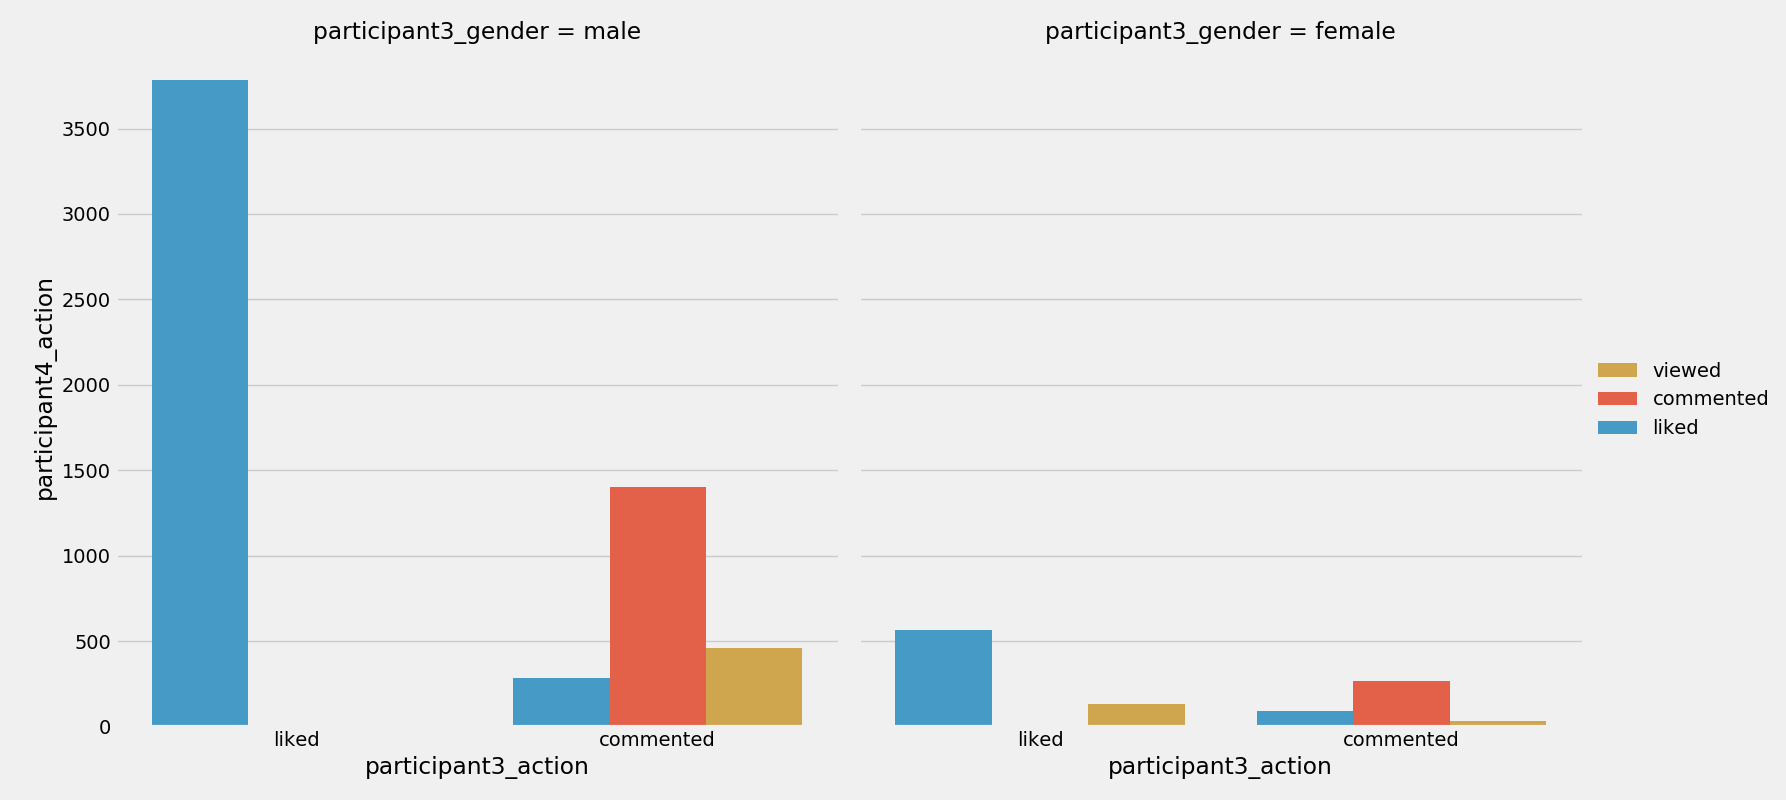 participant3_gender = male
participant3_gender = female
participant4_action
3500
3000
2500
2000
1500
1000
500
0
liked
commented
liked
commented
participant3_action
participant3_action
viewed
commented
liked